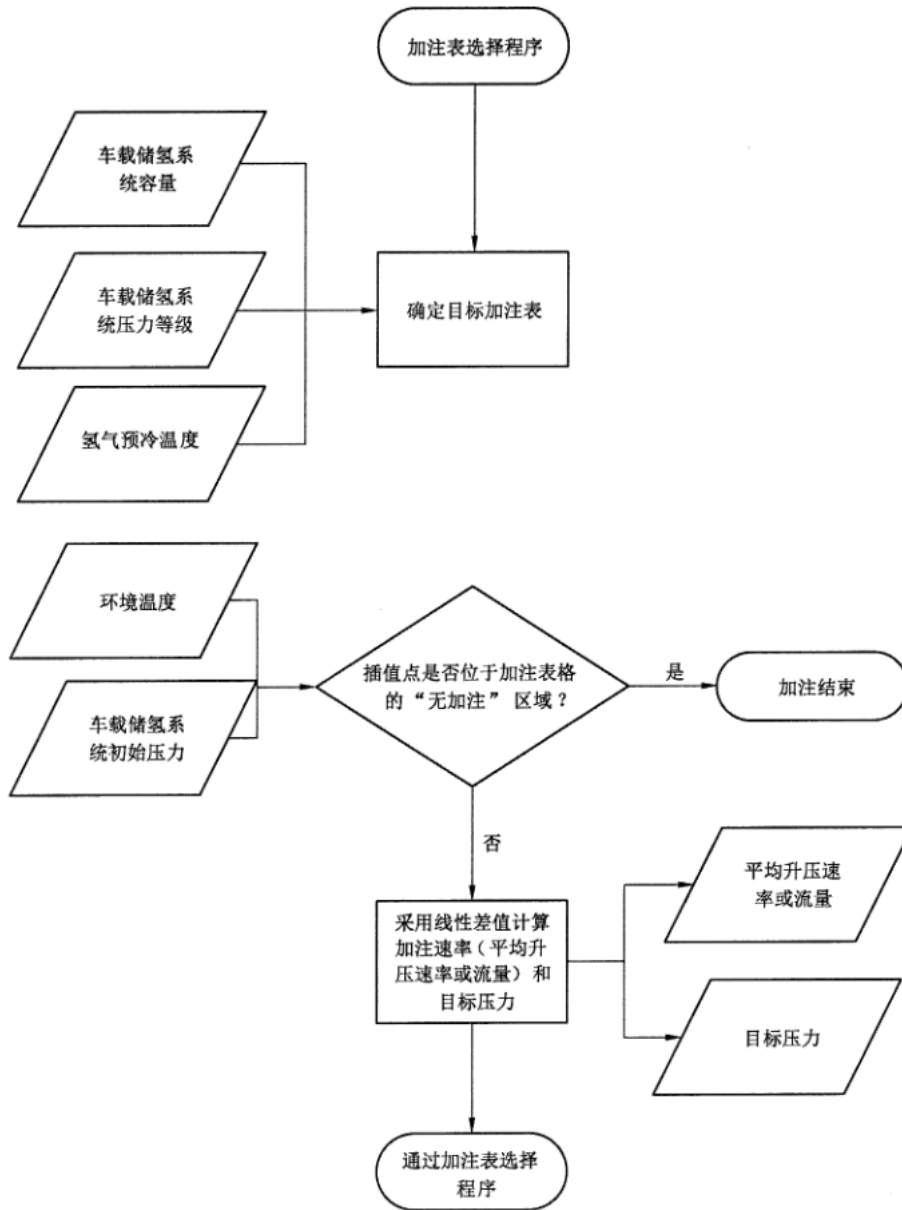 加注表选择程序
车载储氢系
统容量
车载储氢系
统压力等级
确定目标加注表
氢气预冷温度
环境温度
插值点是否位于加注表格
的“无加注”区域？
是
加注结束
车载储氢系
统初始压力
否
平均升压速
率或流量
采用线性差值计算
加注速率（平均升
压速率或流量）和
目标压力
目标压力
通过加注表选择
程序